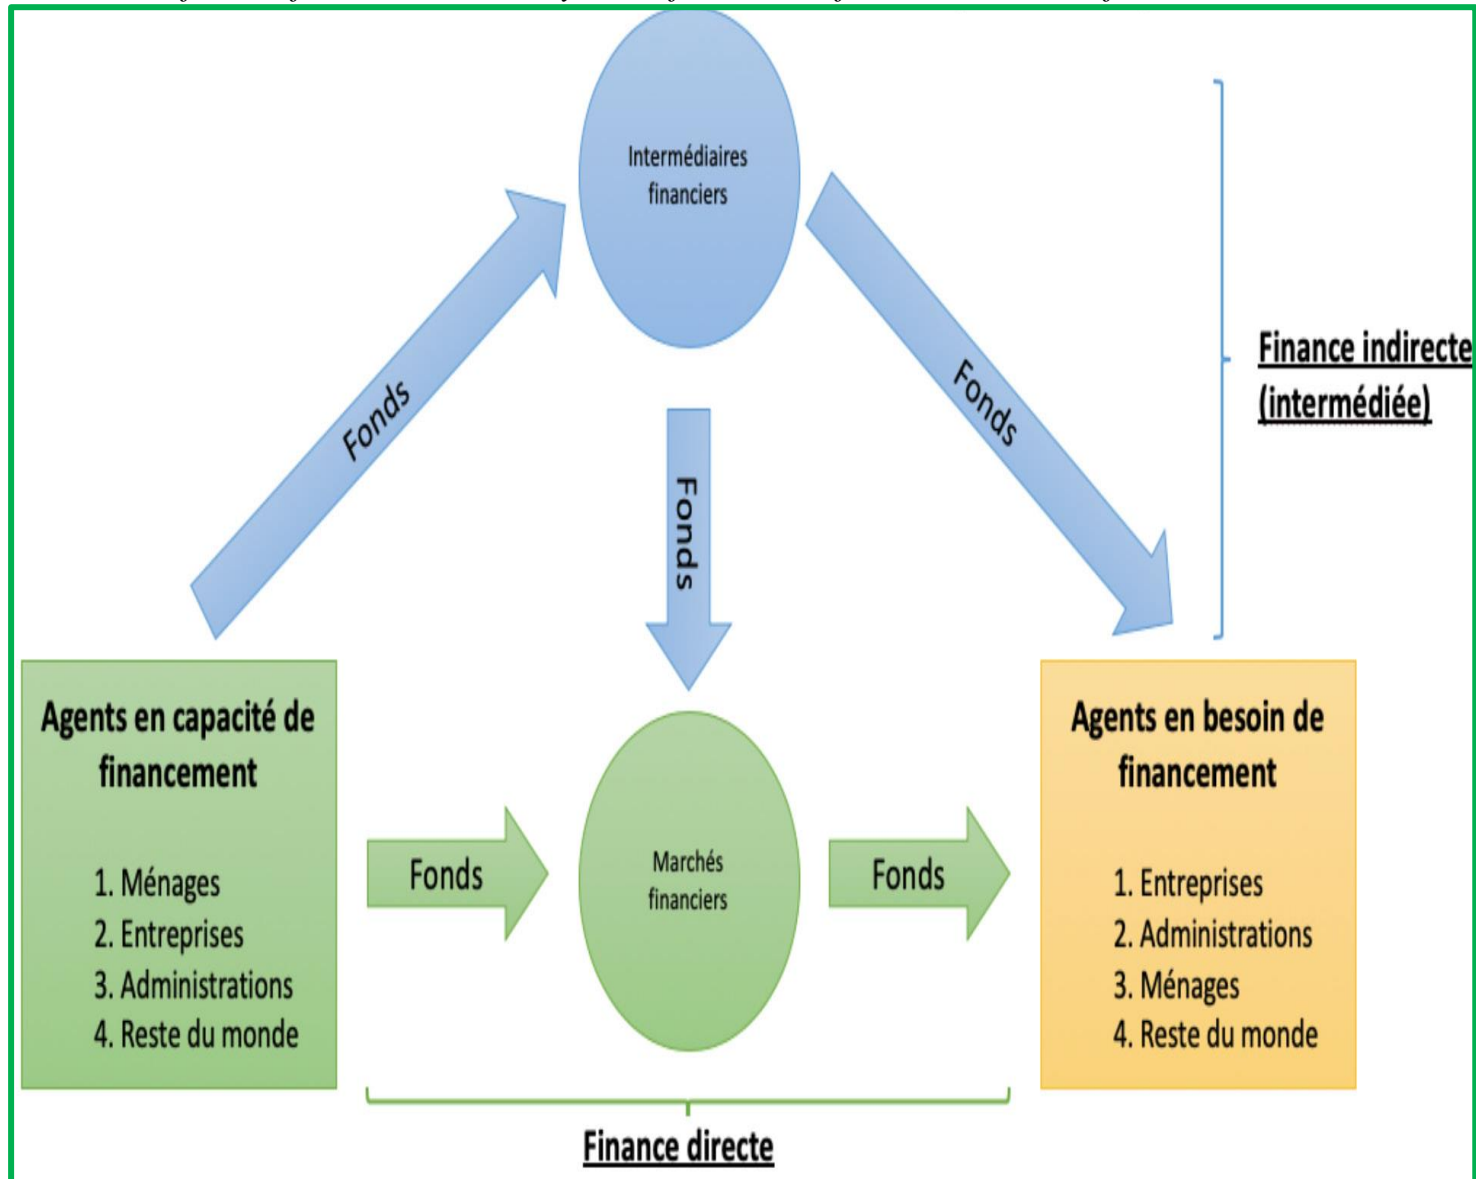 Intermédiaires
financiers
Fonds
Fonds
Fonds
Finance indirecte
(intermédiée)
Agents en capacité de
financement
1. Ménages
2. Entreprises
3. Administrations
4. Reste du monde
Fonds
Marchés
financiers
Fonds
Agents en besoin de
financement
1. Entreprises
2. Administrations
3. Ménages
4. Reste du monde
Finance directe